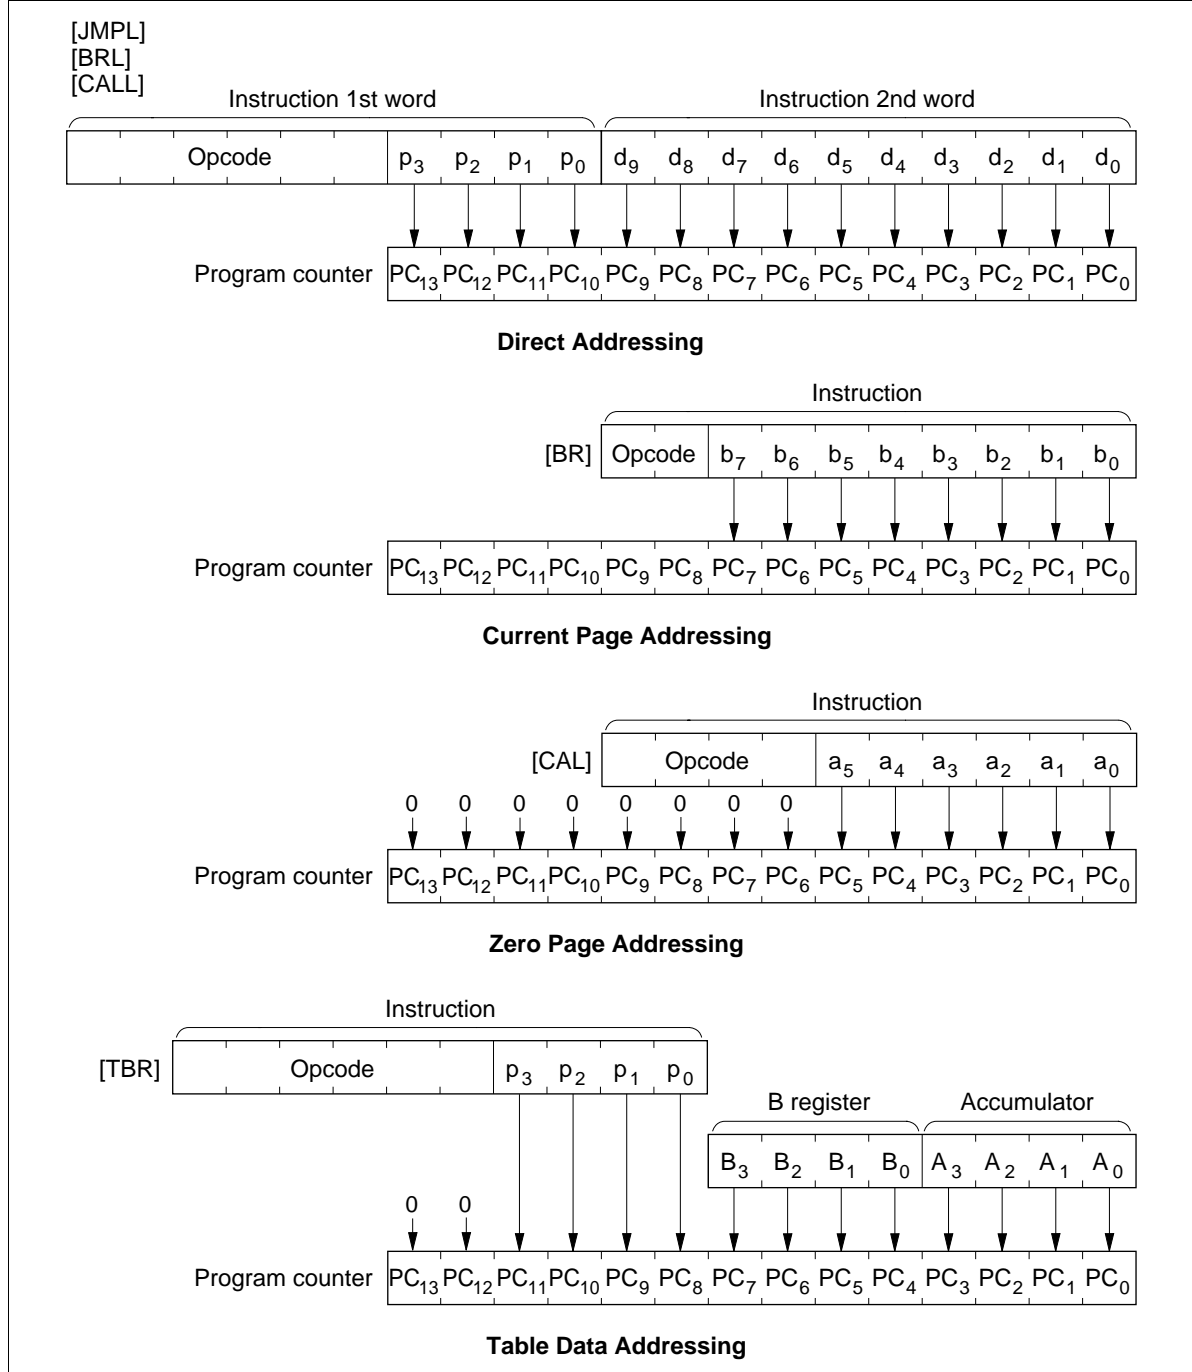 [JMPL]
[BRL]
[CALL]
Instruction 1st word Instruction 2nd word
Opcode p3 p2 p1 p0 d9 d8 d7 d6 d5 d4 d3 d2 d1 d0
Program counter PC13 PC12 PC11 PC10 PC9 PC8 PC7 PC6 PC5 PC4 PC3 PC2 PC1 PC0
Direct Addressing
Instruction
[BR] Opcode b7 b6 b5 b4 b3 b2 b1 b0
Program counter PC13 PC12 PC11 PC10 PC9 PC8 PC7 PC6 PC5 PC4 PC3 PC2 PC1 PC0
Current Page Addressing
Instruction
[CAL] Opcode a5 a4 a3 a2 a1 a0
0 0 0 0 0 0 0 0
Program counter PC13 PC12 PC11 PC10 PC9 PC8 PC7 PC6 PC5 PC4 PC3 PC2 PC1 PC0
Zero Page Addressing
Instruction
[TBR] Opcode p3 p2 p1 p0
B register Accumulator
B3 B2 B1 B0 A3 A2 A1 A0
0 0
Program counter PC13 PC12 PC11 PC10 PC9 PC8 PC7 PC6 PC5 PC4 PC3 PC2 PC1 PC0
Table Data Addressing